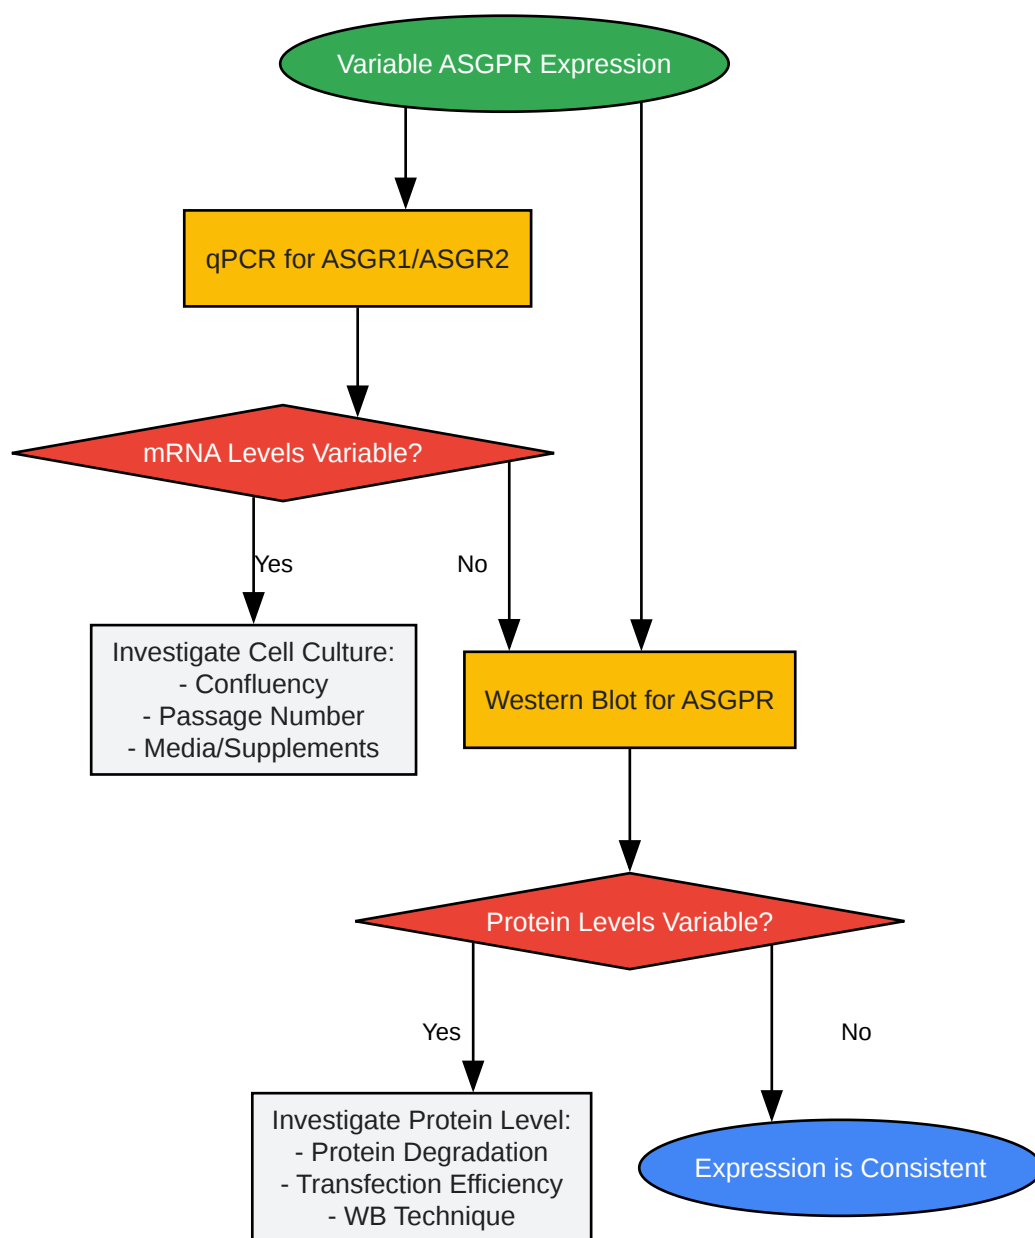 Variable ASGPR Expression
qPCR for ASGR1/ASGR2
mRNA Levels Variable?
Yes
No
Investigate Cell Culture:
- Confluency
- Passage Number
- Media/Supplements
Western Blot for ASGPR
Protein Levels Variable?
Yes
No
Investigate Protein Level:
- Protein Degradation
- Transfection Efficiency
- WB Technique
Expression is Consistent